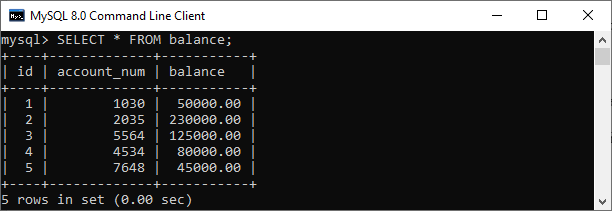 MySQL 8.0 Command Line Client
mysql> SELECT * FROM balance;
+----+-------------+-----------+
| id | account_num | balance   |
+----+-------------+-----------+
|  1 |        1030 |  50000.00 |
|  2 |        2035 | 230000.00 |
|  3 |        5564 | 125000.00 |
|  4 |        4534 |  80000.00 |
|  5 |        7648 |  45000.00 |
+----+-------------+-----------+
5 rows in set (0.00 sec)